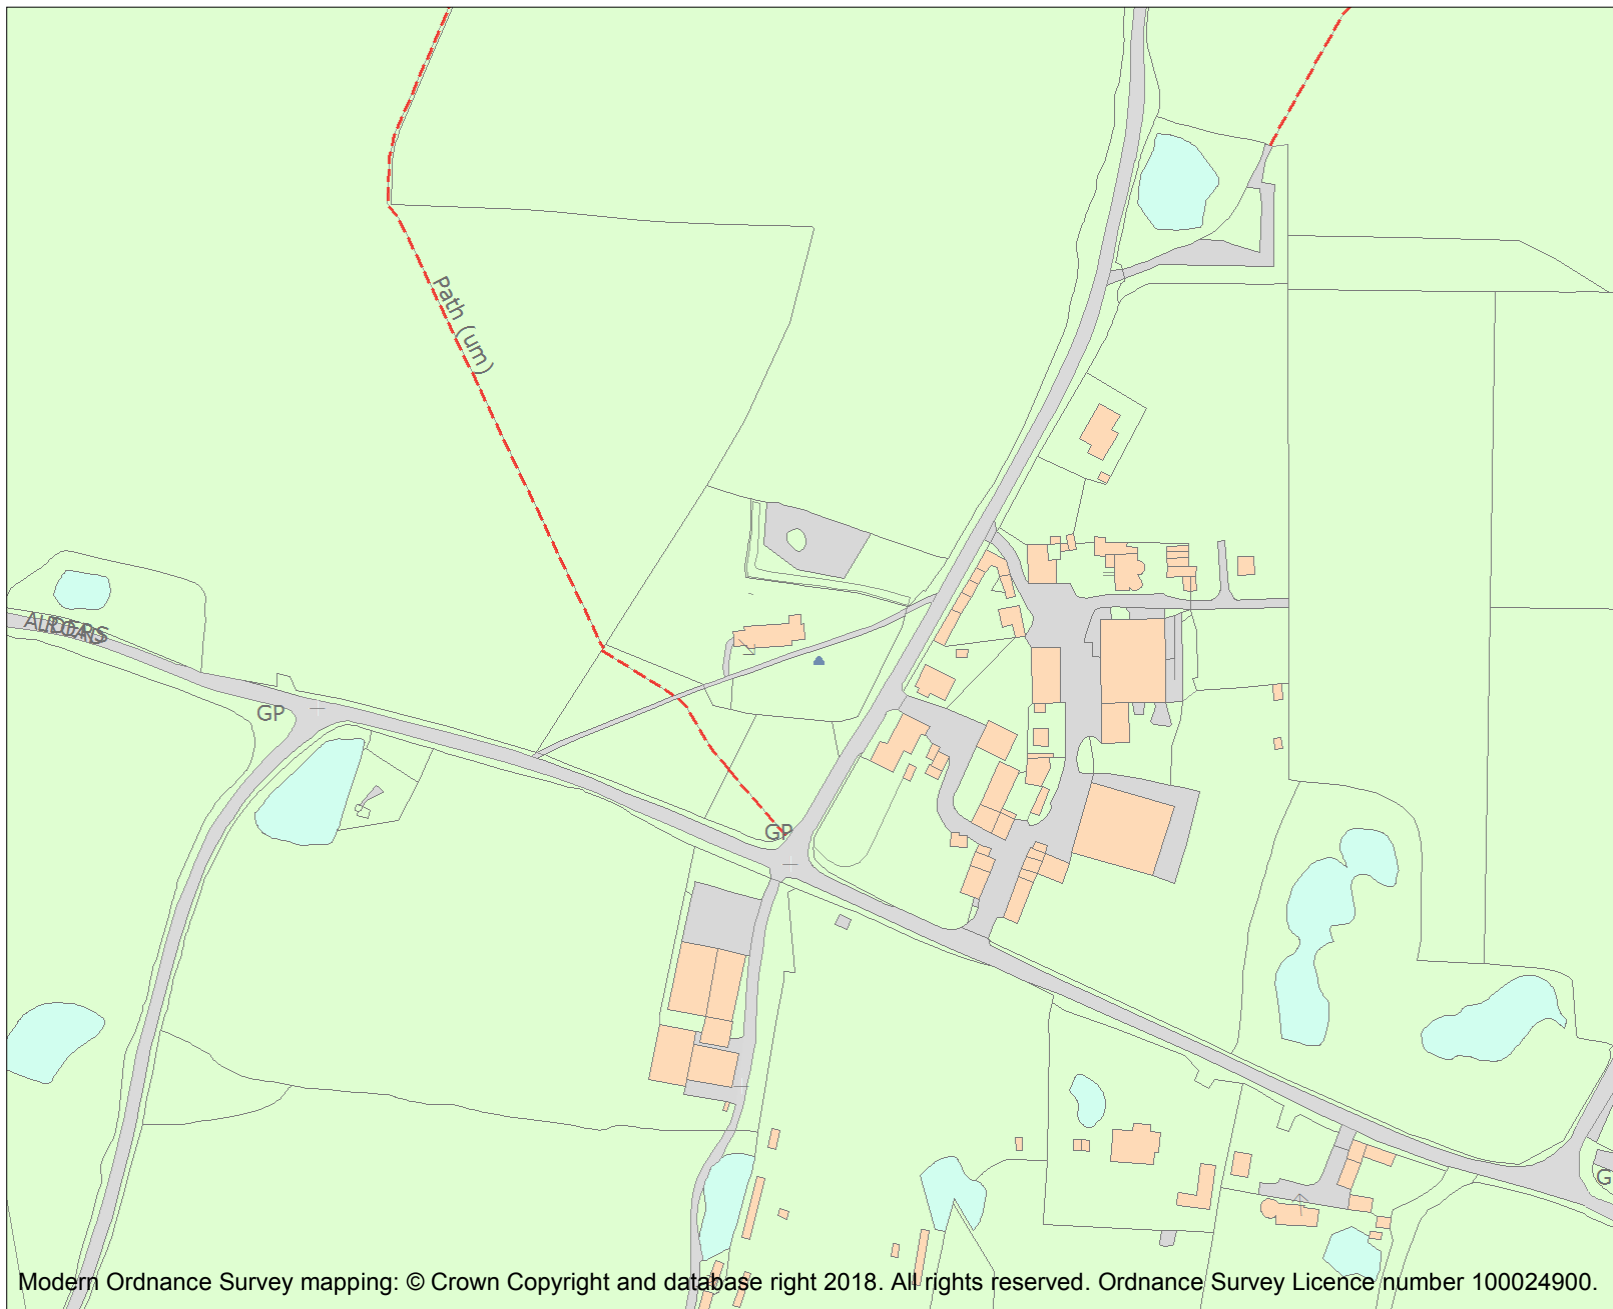 Path (um)
GP
GP
G
Modern Ordnance Survey mapping: © Crown Copyright and database right 2018. All rights reserved. Ordnance Survey Licence number 100024900.